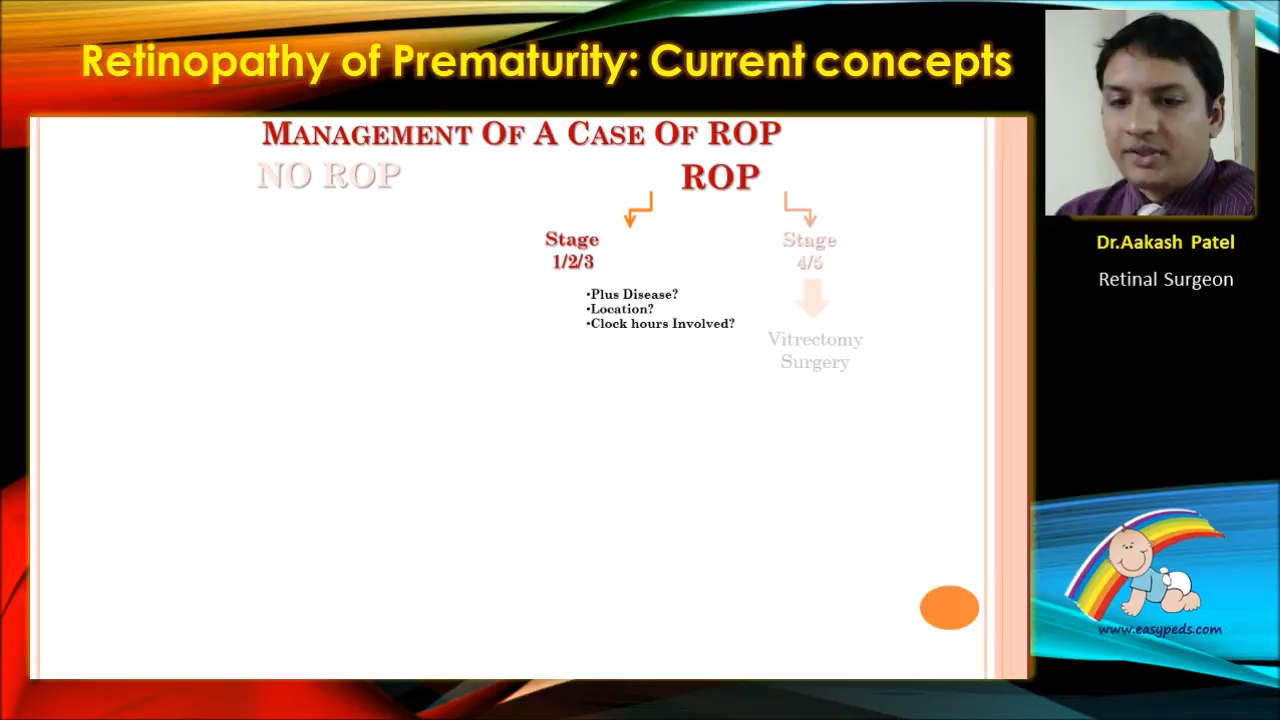 Retinopathy of Prematurity: Current concepts
MANAGEMENT OF A CASE OF ROP
NO ROP
ROP
Stage
1/2/3
Stage
4/5
•Plus Disease?
•Location?
•Clock hours Involved?
Vitrectomy
Surgery
Dr.Aakash Patel
Retinal Surgeon
www.easypeds.com